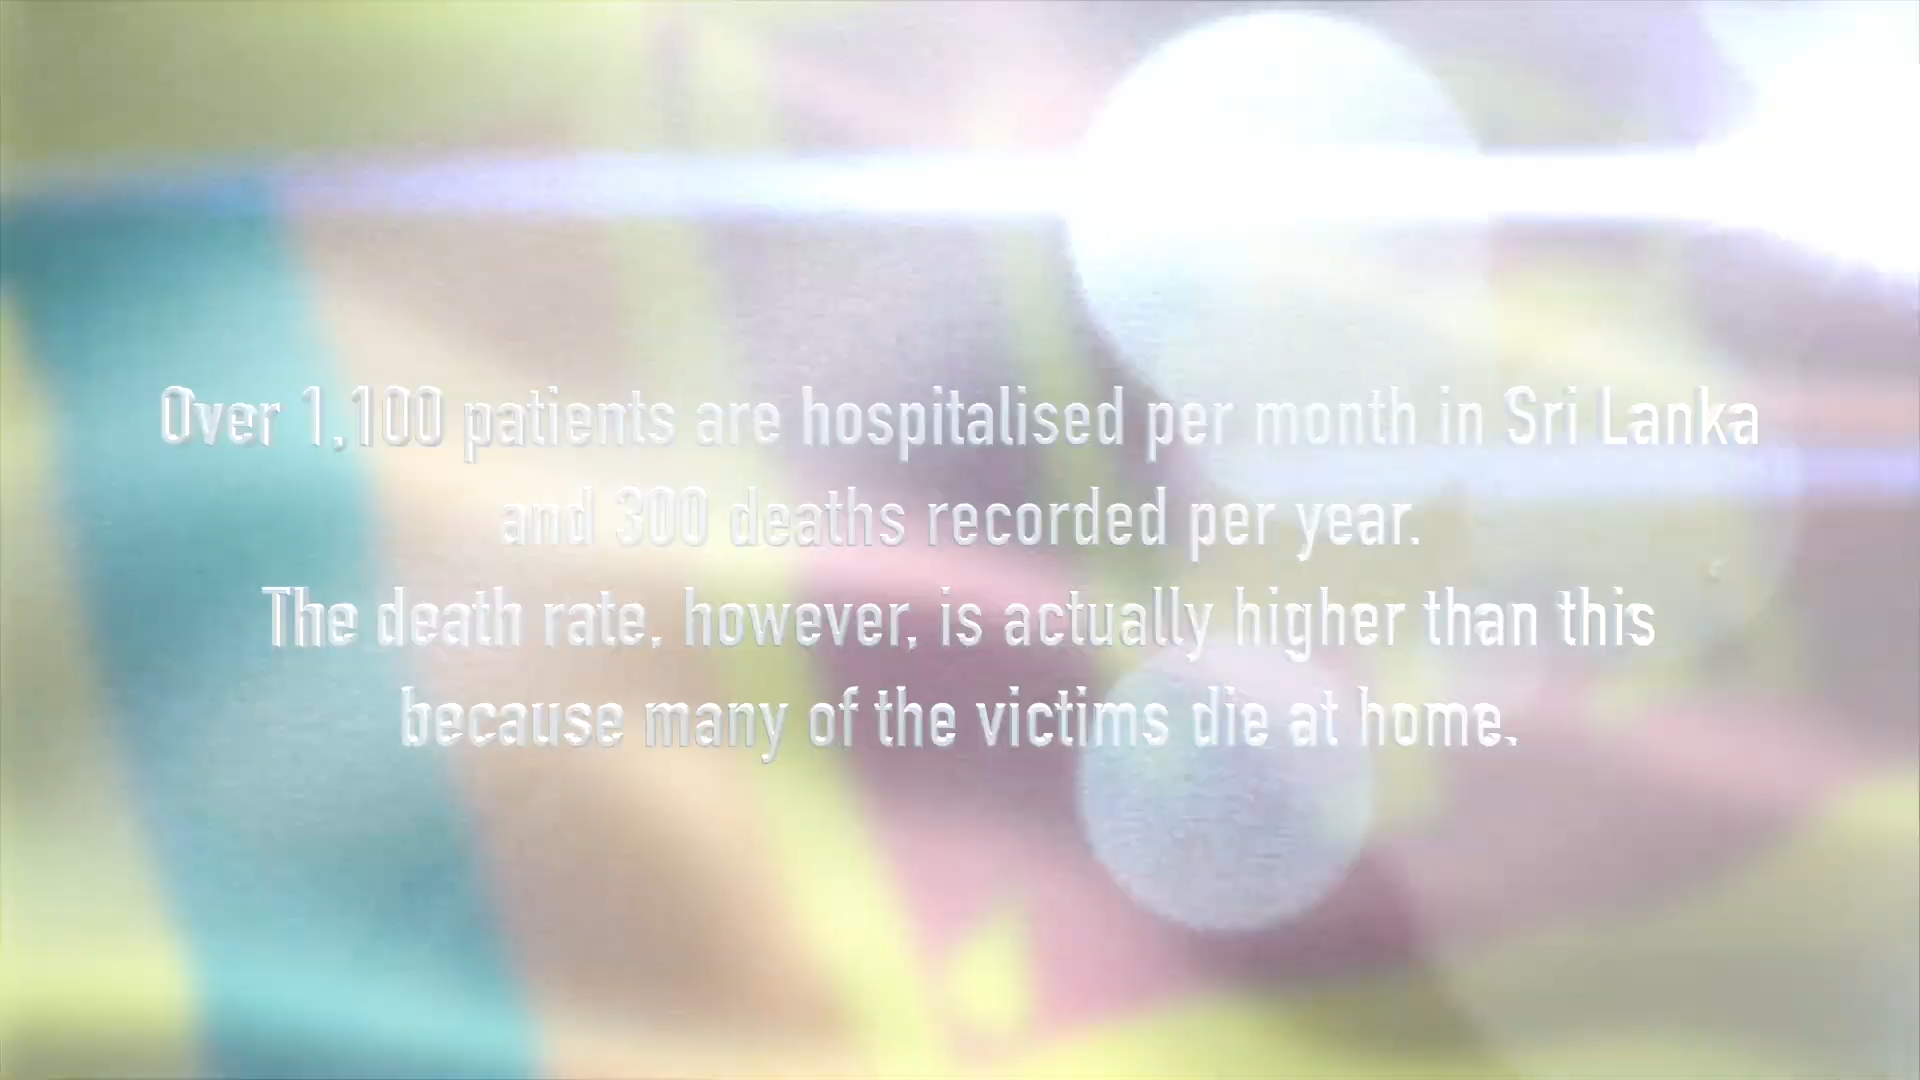 Over 1,100 patients are hospitalised per month in Sri Lanka
and 300 deaths recorded per year.
The death rate, however, is actually higher than this
because many of the victims die at home.